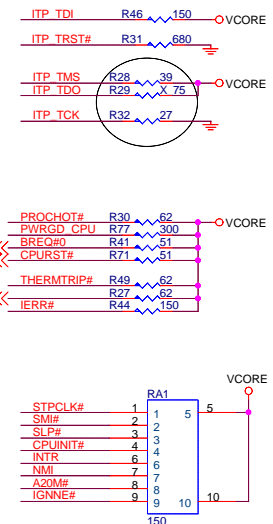 ITP_TDI R46 150 VCORE
ITP_TRST# R31 680
ITP_TMS R28 39 VCORE
ITP_TDO R29 X_75
ITP_TCK R32 27
PROCHOT# R30 62 VCORE
PWRGD_CPU R77 300
BREQ#0 R41 51
CPURST# R71 51
THERMTRIP# R49 62
R27 62
IERR# R44 150
VCORE
RA1
STPCLK# 1 1 5 5
SMI# 2 2
SLP# 3 3
CPUINIT# 4 4
INTR 6 6
NMI 7 7
A20M# 8 8
IGNNE# 9 9 10 10
150